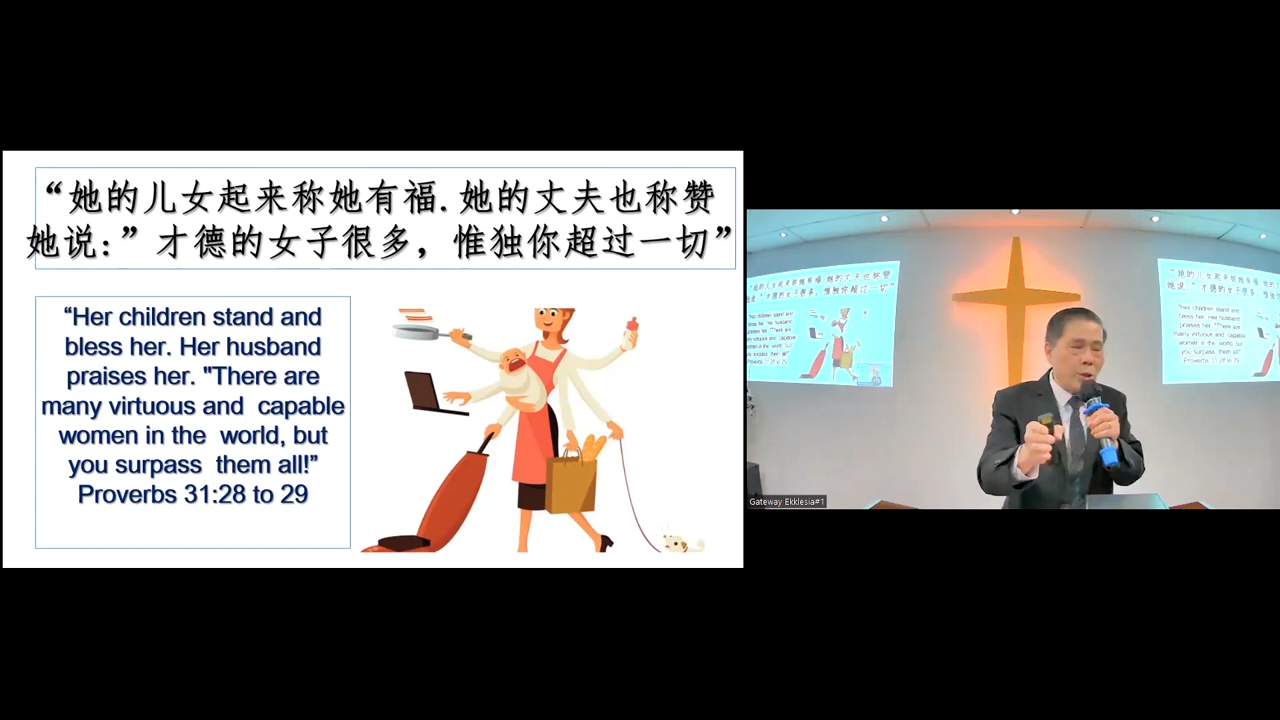 “她的儿女起来称她有福.她的丈夫也称赞
她说:”才德的女子很多，惟独你超过一切”
“Her children stand and
bless her. Her husband
praises her. "There are
many virtuous and capable
women in the world, but
you surpass them all!”
Proverbs 31:28 to 29
Gateway Ekklesia#1